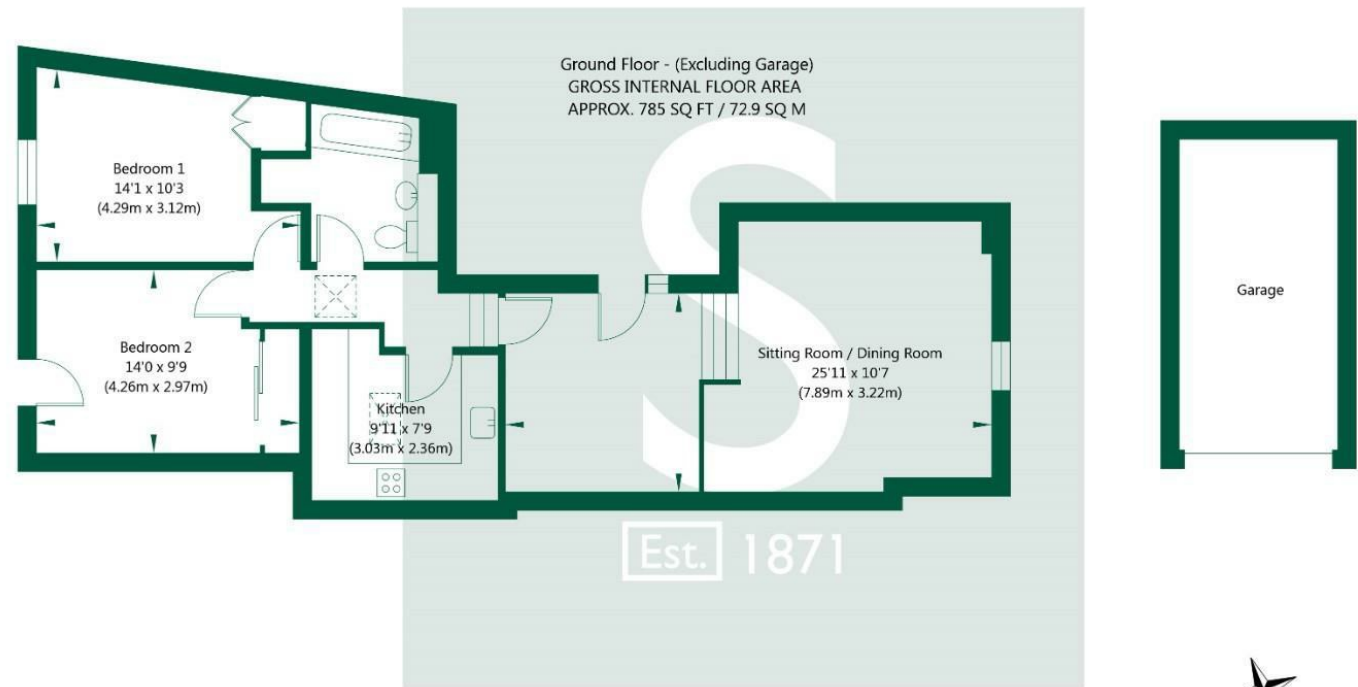 Ground Floor - (Excluding Garage)
GROSS INTERNAL FLOOR AREA
APPROX. 785 SQ FT / 72.9 SQ M
Bedroom 1
14'1 x 10'3
(4.29m x 3.12m)
Bedroom 2
14'0 x 9'9
(4.26m x 2.97m)
Kitchen
9'11 x 7'9
(3.03m x 2.36m)
Sitting Room / Dining Room
25'11 x 10'7
(7.89m x 3.22m)
Garage
S
Est. 1871